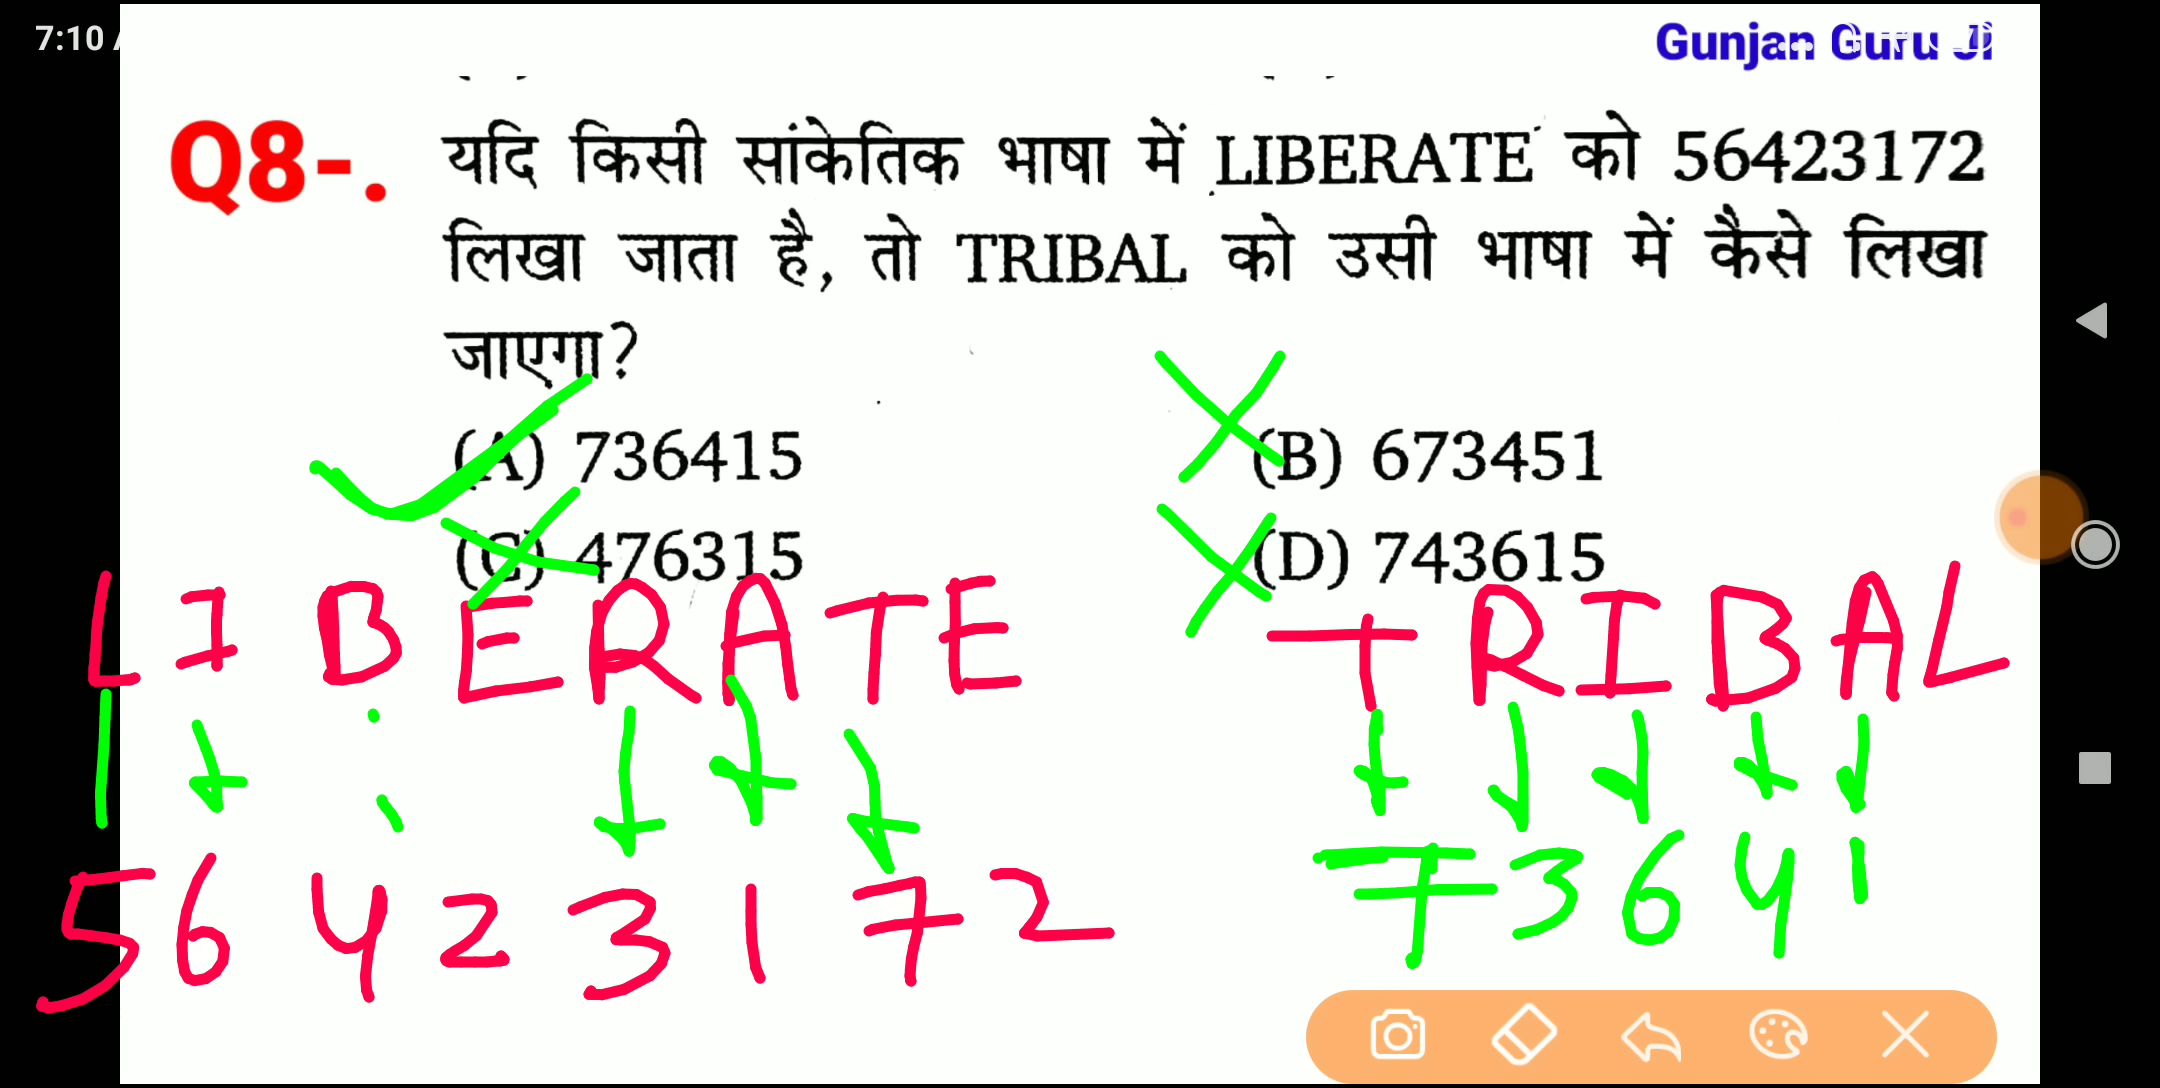 7:10
Gunjan Guru Ji
Q8-. यदि किसी सांकेतिक भाषा में LIBERATE को 56423172
लिखा जाता है, तो TRIBAL को उसी भाषा में कैसे लिखा
जाएगा?
(A) 736415 (B) 673451
(C) 476315 (D) 743615
LIBERATE TRIBAL
56423172 73641